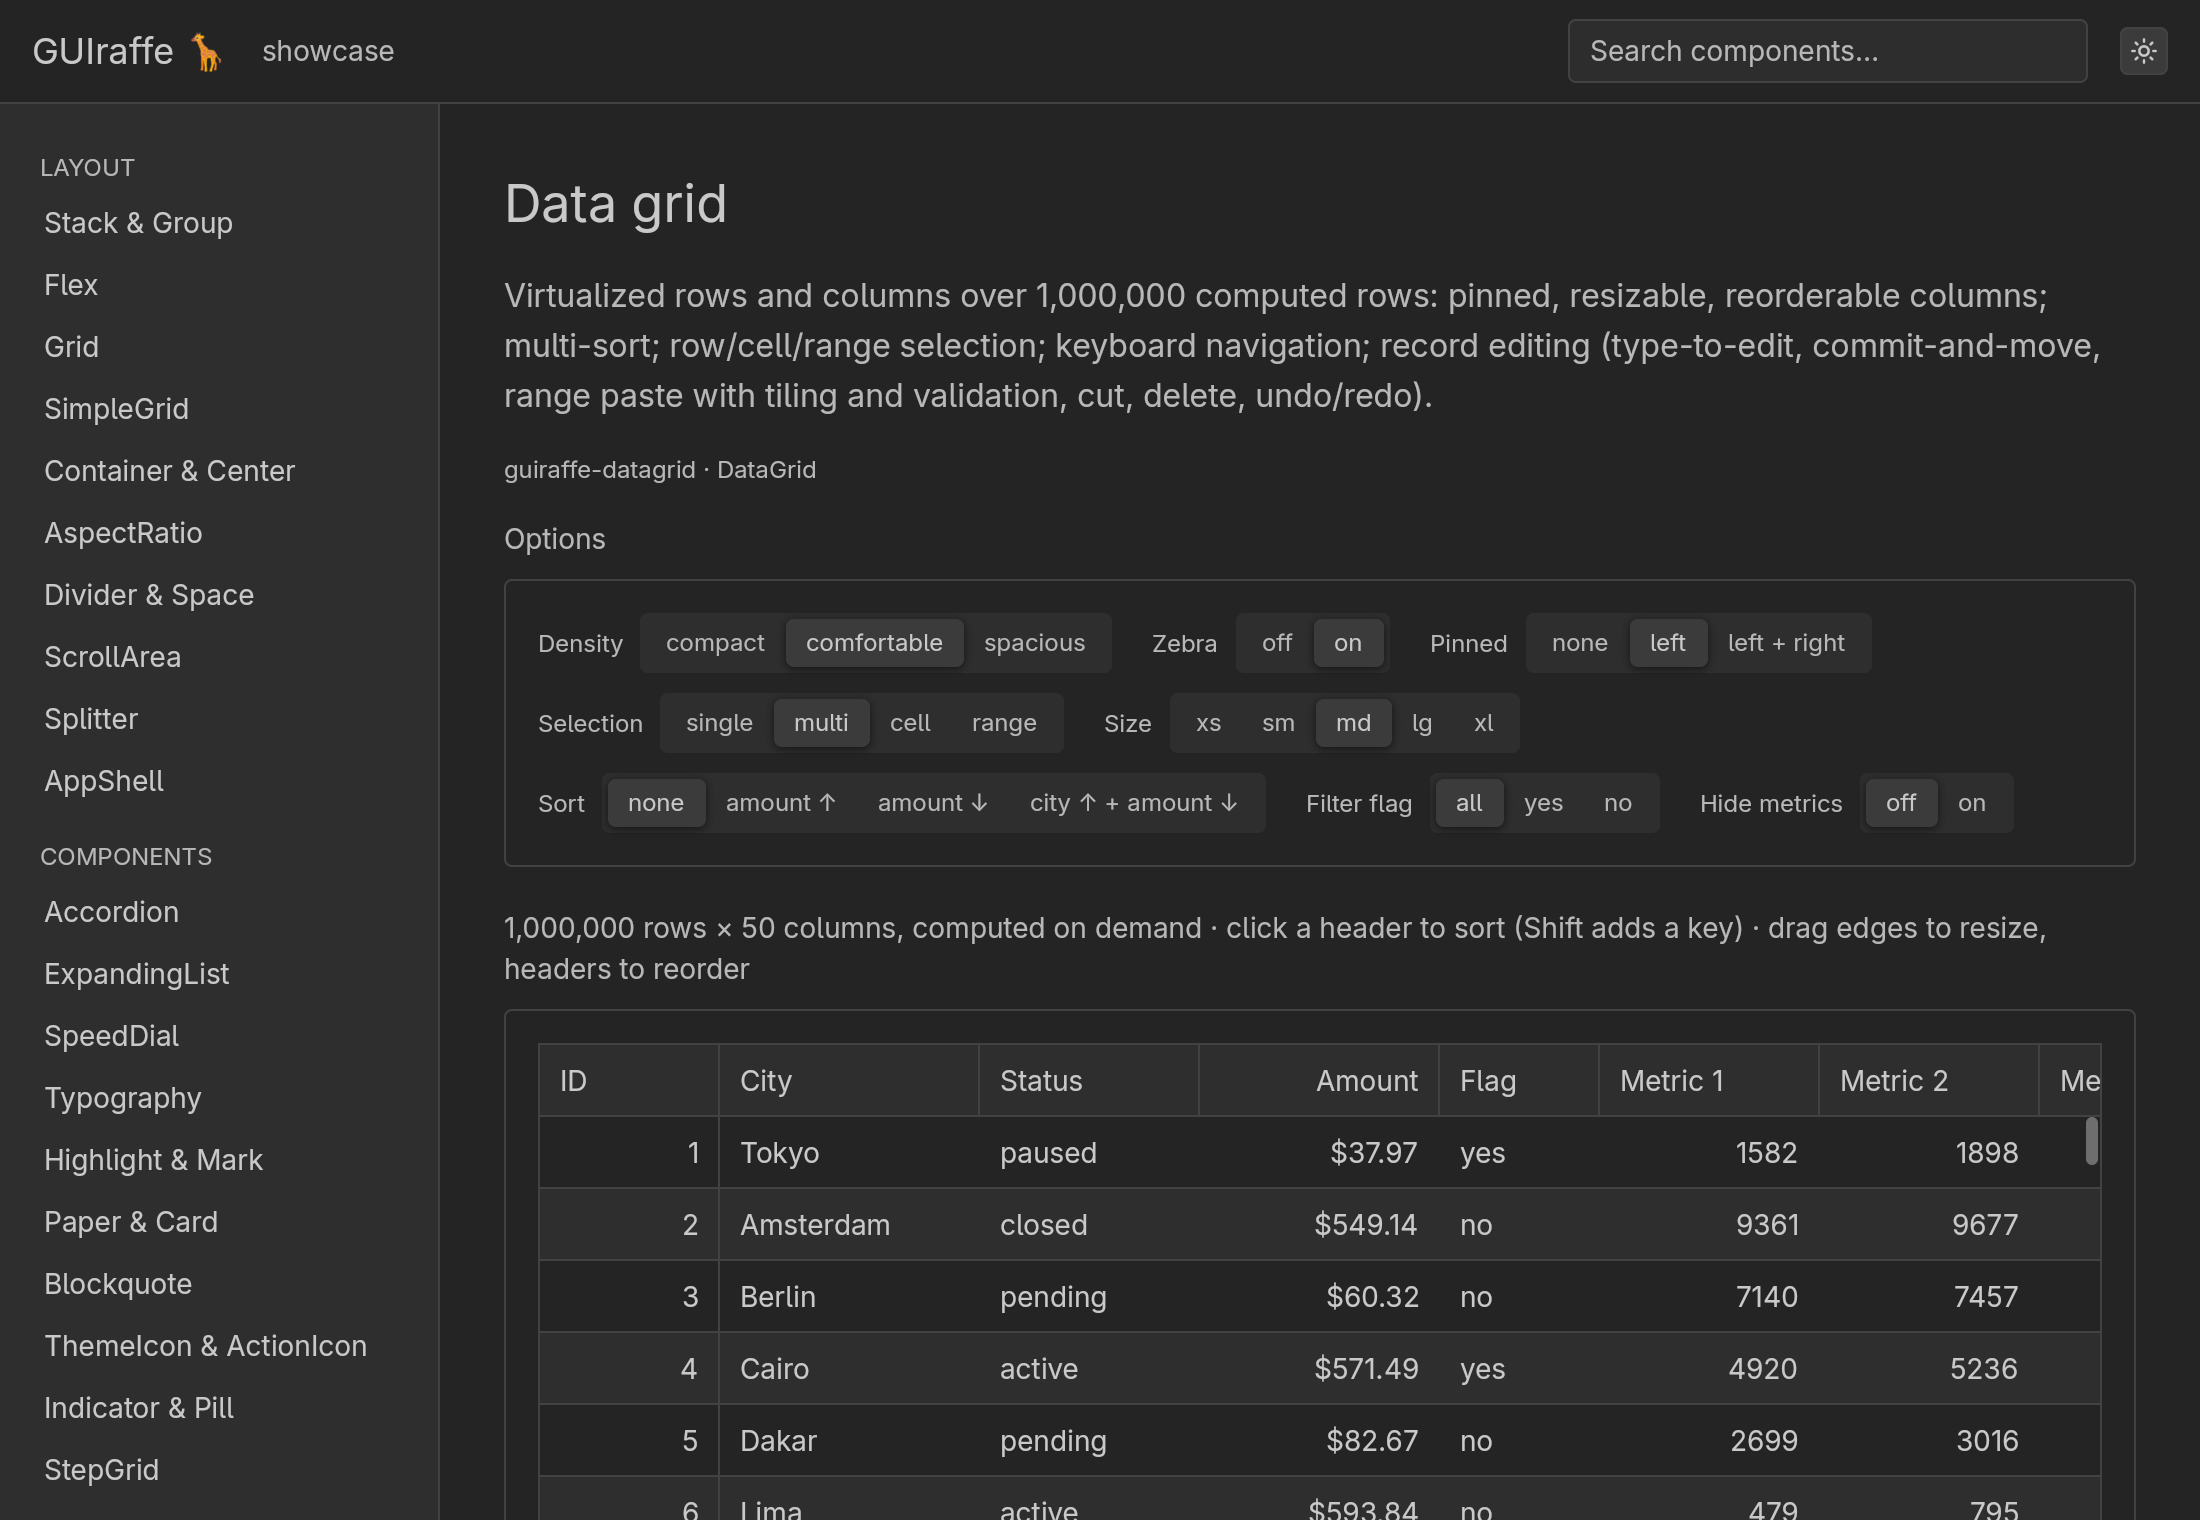 GUIraffe 🦒 showcase Search components...
LAYOUT
Stack & Group
Flex
Grid
SimpleGrid
Container & Center
AspectRatio
Divider & Space
ScrollArea
Splitter
AppShell
COMPONENTS
Accordion
ExpandingList
SpeedDial
Typography
Highlight & Mark
Paper & Card
Blockquote
ThemeIcon & ActionIcon
Indicator & Pill
StepGrid
Data grid
Virtualized rows and columns over 1,000,000 computed rows: pinned, resizable, reorderable columns;
multi-sort; row/cell/range selection; keyboard navigation; record editing (type-to-edit, commit-and-move,
range paste with tiling and validation, cut, delete, undo/redo).
guiraffe-datagrid · DataGrid
Options
Density compact comfortable spacious Zebra off on Pinned none left left + right
Selection single multi cell range Size xs sm md lg xl
Sort none amount ↑ amount ↓ city ↑ + amount ↓ Filter flag all yes no Hide metrics off on
1,000,000 rows × 50 columns, computed on demand · click a header to sort (Shift adds a key) · drag edges to resize,
headers to reorder
ID City Status Amount Flag Metric 1 Metric 2 Me
1 Tokyo paused $37.97 yes 1582 1898
2 Amsterdam closed $549.14 no 9361 9677
3 Berlin pending $60.32 no 7140 7457
4 Cairo active $571.49 yes 4920 5236
5 Dakar pending $82.67 no 2699 3016
6 Lima active $593.84 no 479 795